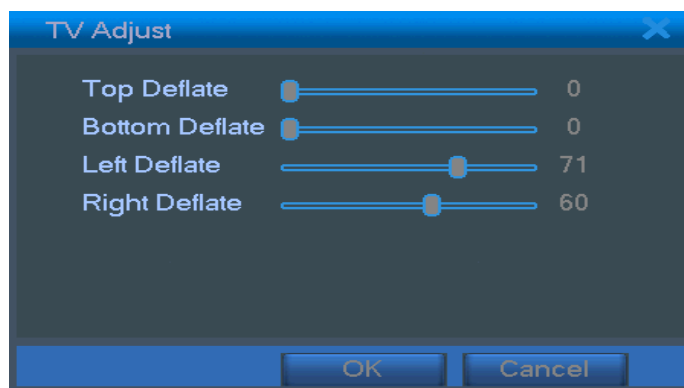 TV Adjust
Top Deflate 0
Bottom Deflate 0
Left Deflate 71
Right Deflate 60
OK Cancel